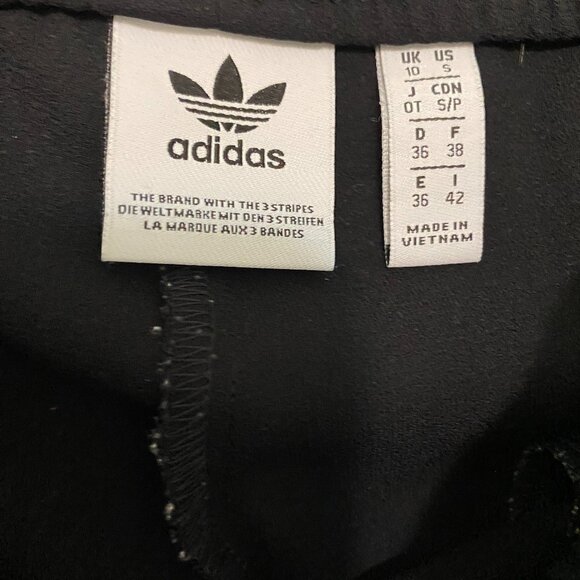 adidas
THE BRAND WITH THE 3 STRIPES
DIE WELTMARKE MIT DEN 3 STREIFEN
LA MARQUE AUX 3 BANDES
UK US
10 S
J CDN
OT S/P
D F
36 38
E I
36 42
MADE IN
VIETNAM